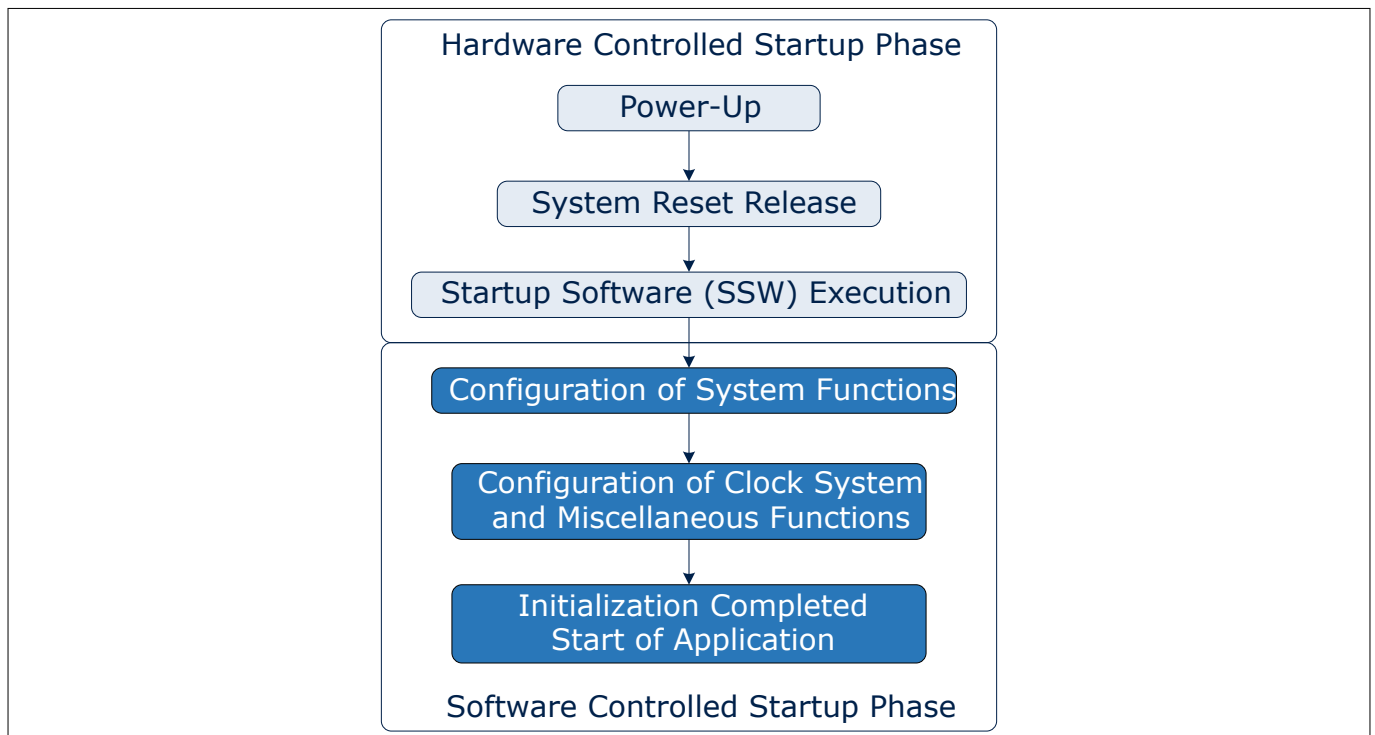 Hardware Controlled Startup Phase
Power-Up
System Reset Release
Startup Software (SSW) Execution
Configuration of System Functions
Configuration of Clock System
and Miscellaneous Functions
Initialization Completed
Start of Application
Software Controlled Startup Phase